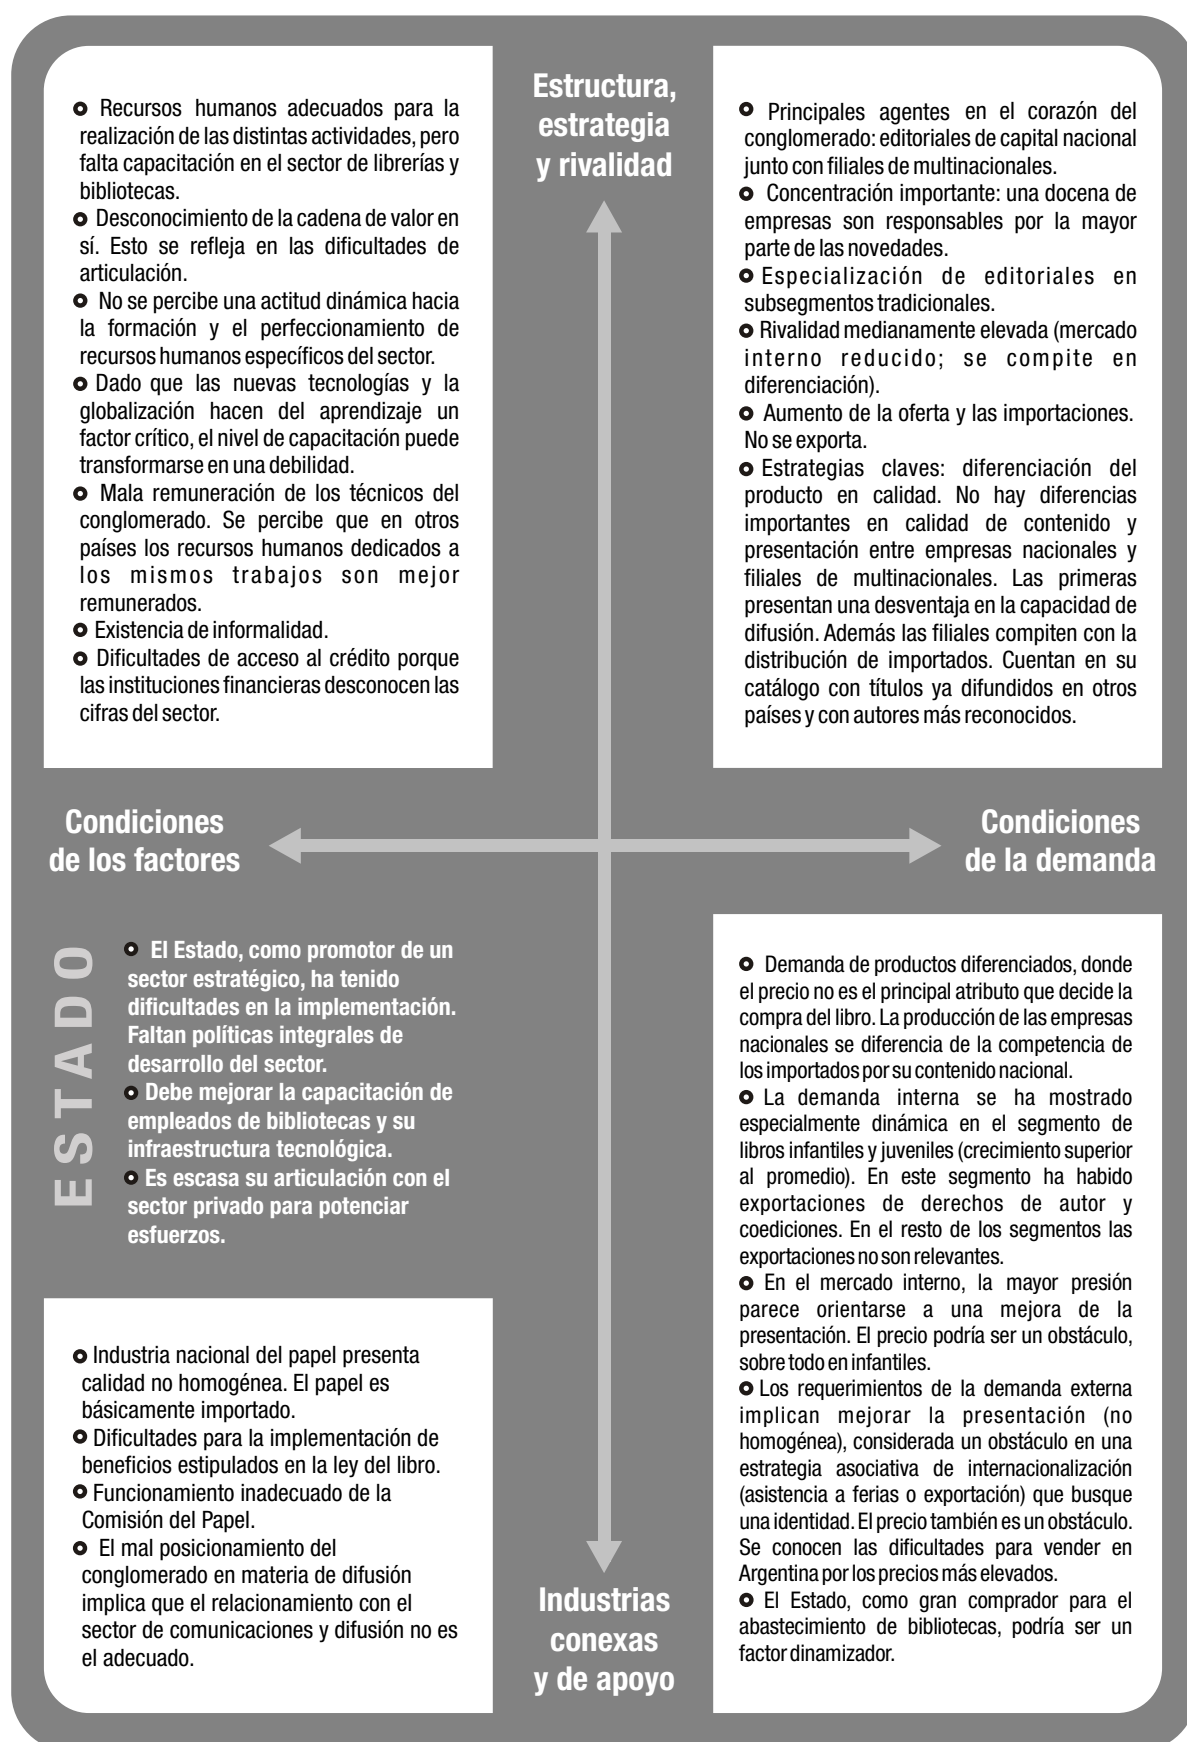 Estructura,
estrategia
y rivalidad
Recursos humanos adecuados para la
realización de las distintas actividades, pero
falta capacitación en el sector de librerías y
bibliotecas.
Desconocimiento de la cadena de valor en
sí. Esto se refleja en las dificultades de
articulación.
No se percibe una actitud dinámica hacia
la formación y el perfeccionamiento de
recursos humanos específicos del sector.
Dado que las nuevas tecnologías y la
globalización hacen del aprendizaje un
factor crítico, el nivel de capacitación puede
transformarse en una debilidad.
Mala remuneración de los técnicos del
conglomerado. Se percibe que en otros
países los recursos humanos dedicados a
los mismos trabajos son mejor
remunerados.
Existencia de informalidad.
Dificultades de acceso al crédito porque
las instituciones financieras desconocen las
cifras del sector.
Principales agentes en el corazón del
conglomerado: editoriales de capital nacional
junto con filiales de multinacionales.
Concentración importante: una docena de
empresas son responsables por la mayor
parte de las novedades.
Especialización de editoriales en
subsegmentos tradicionales.
Rivalidad medianamente elevada (mercado
interno reducido; se compite en
diferenciación).
Aumento de la oferta y las importaciones.
No se exporta.
Estrategias claves: diferenciación del
producto en calidad. No hay diferencias
importantes en calidad de contenido y
presentación entre empresas nacionales y
filiales de multinacionales. Las primeras
presentan una desventaja en la capacidad de
difusión. Además las filiales compiten con la
distribución de importados. Cuentan en su
catálogo con títulos ya difundidos en otros
países y con autores más reconocidos.
Condiciones
de los factores
Condiciones
de la demanda
ESTADO
El Estado, como promotor de un
sector estratégico, ha tenido
dificultades en la implementación.
Faltan políticas integrales de
desarrollo del sector.
Debe mejorar la capacitación de
empleados de bibliotecas y su
infraestructura tecnológica.
Es escasa su articulación con el
sector privado para potenciar
esfuerzos.
Demanda de productos diferenciados, donde
el precio no es el principal atributo que decide la
compra del libro. La producción de las empresas
nacionales se diferencia de la competencia de
los importados por su contenido nacional.
La demanda interna se ha mostrado
especialmente dinámica en el segmento de
libros infantiles y juveniles (crecimiento superior
al promedio). En este segmento ha habido
exportaciones de derechos de autor y
coediciones. En el resto de los segmentos las
exportaciones no son relevantes.
En el mercado interno, la mayor presión
parece orientarse a una mejora de la
presentación. El precio podría ser un obstáculo,
sobre todo en infantiles.
Los requerimientos de la demanda externa
implican mejorar la presentación (no
homogénea), considerada un obstáculo en una
estrategia asociativa de internacionalización
(asistencia a ferias o exportación) que busque
una identidad. El precio también es un obstáculo.
Se conocen las dificultades para vender en
Argentina por los precios más elevados.
El Estado, como gran comprador para el
abastecimiento de bibliotecas, podría ser un
factor dinamizador.
Industria nacional del papel presenta
calidad no homogénea. El papel es
básicamente importado.
Dificultades para la implementación de
beneficios estipulados en la ley del libro.
Funcionamiento inadecuado de la
Comisión del Papel.
El mal posicionamiento del
conglomerado en materia de difusión
implica que el relacionamiento con el
sector de comunicaciones y difusión no es
el adecuado.
Industrias
conexas
y de apoyo